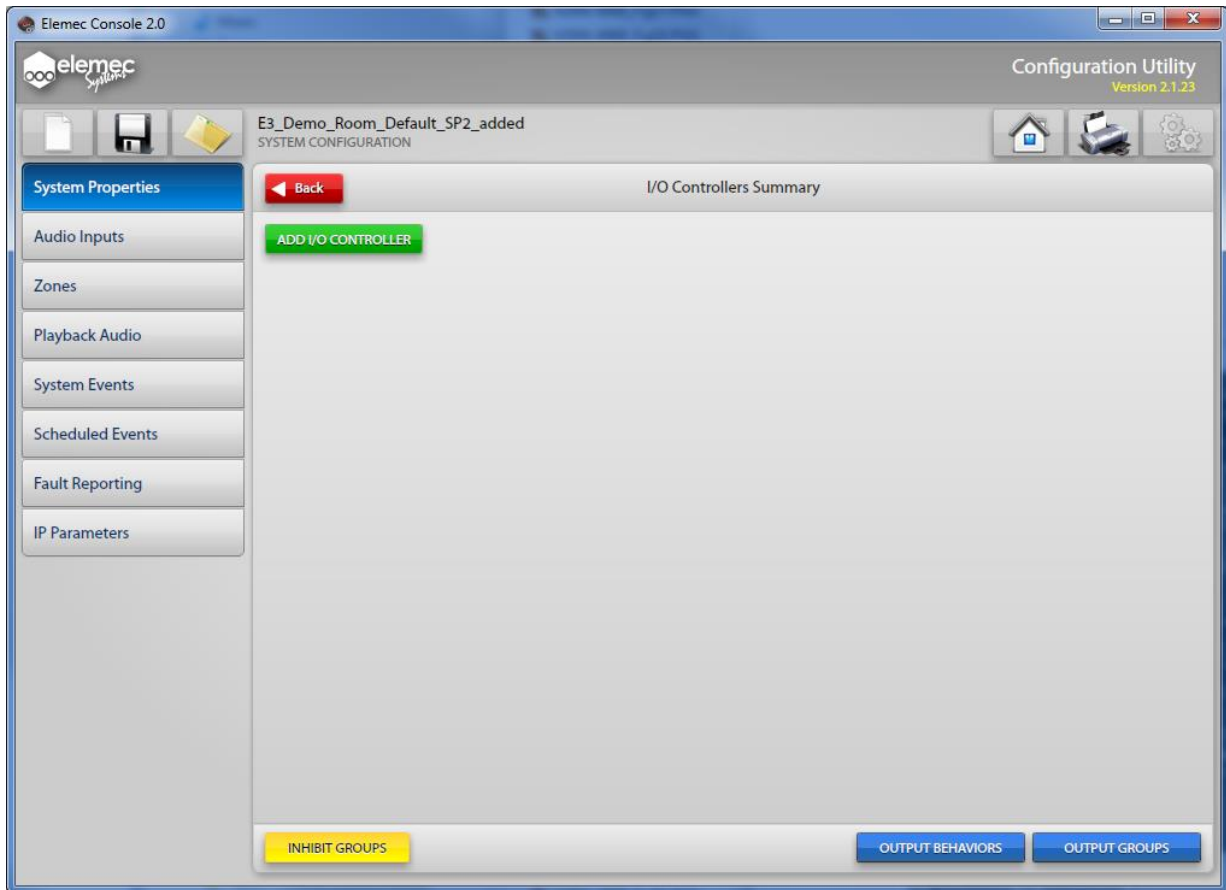 Elemec Console 2.0
elemec
Systems
Configuration Utility
Version 2.1.23
E3_Demo_Room_Default_SP2_added
SYSTEM CONFIGURATION
System Properties
Audio Inputs
Zones
Playback Audio
System Events
Scheduled Events
Fault Reporting
IP Parameters
Back
I/O Controllers Summary
ADD I/O CONTROLLER
INHIBIT GROUPS
OUTPUT BEHAVIORS
OUTPUT GROUPS